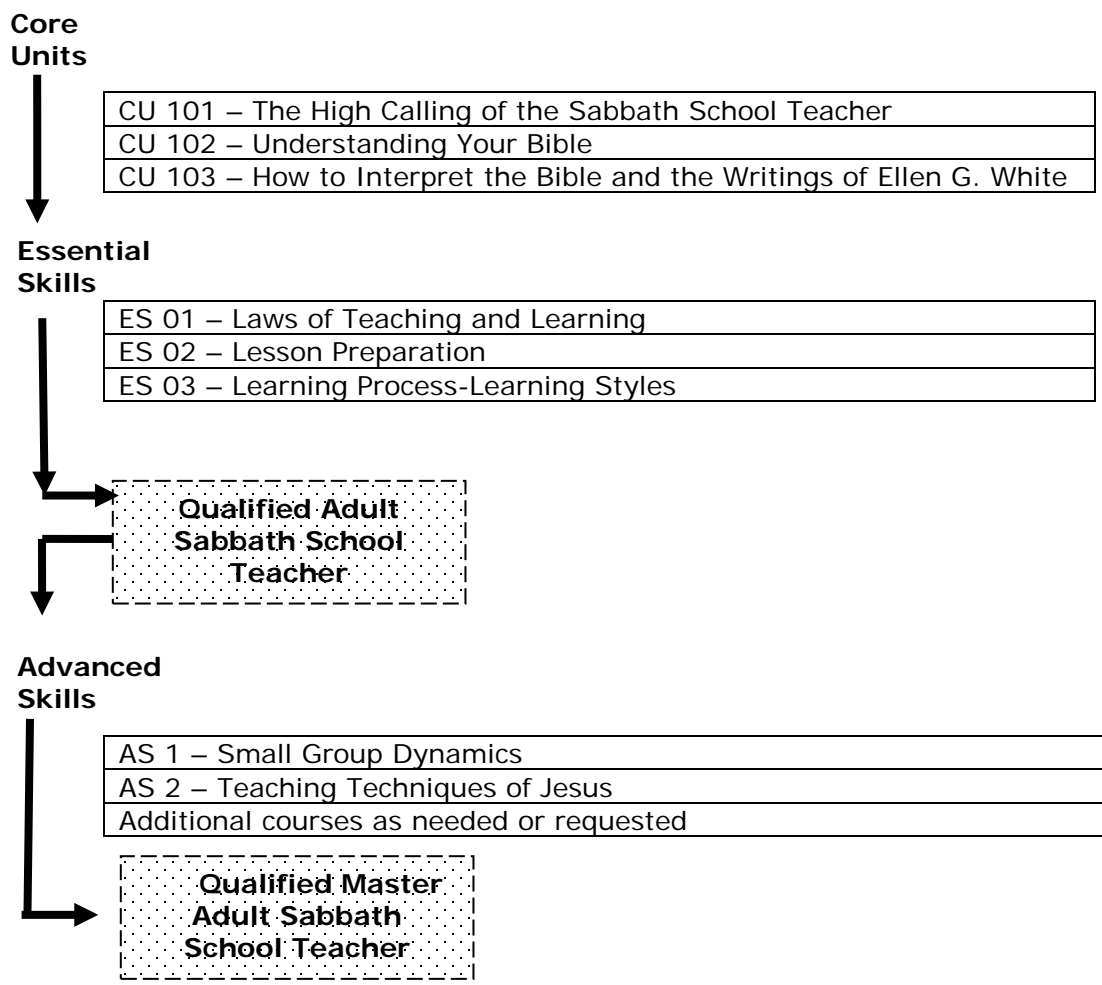 Core
Units
CU 101 – The High Calling of the Sabbath School Teacher
CU 102 – Understanding Your Bible
CU 103 – How to Interpret the Bible and the Writings of Ellen G. White
Essential
Skills
ES 01 – Laws of Teaching and Learning
ES 02 – Lesson Preparation
ES 03 – Learning Process-Learning Styles
Qualified Adult
Sabbath School
Teacher
Advanced
Skills
AS 1 – Small Group Dynamics
AS 2 – Teaching Techniques of Jesus
Additional courses as needed or requested
Qualified Master
Adult Sabbath
School Teacher